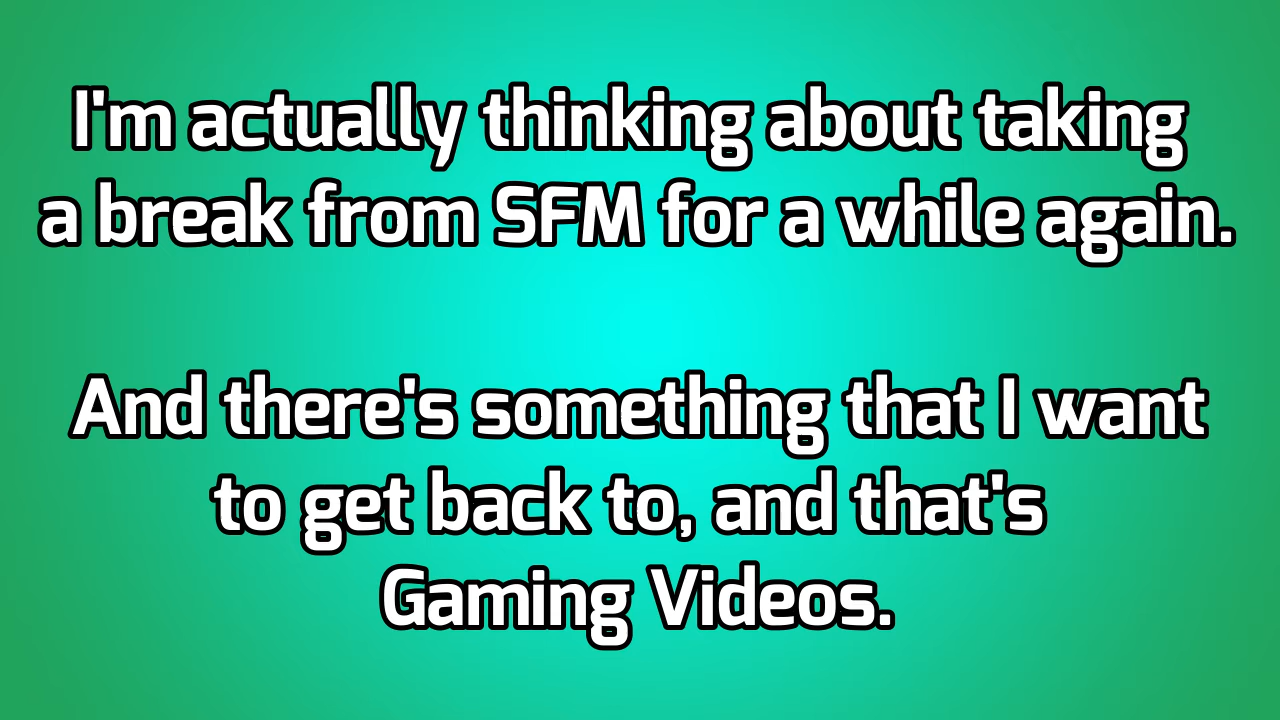 I'm actually thinking about taking
a break from SFM for a while again.
And there's something that I want
to get back to, and that's
Gaming Videos.